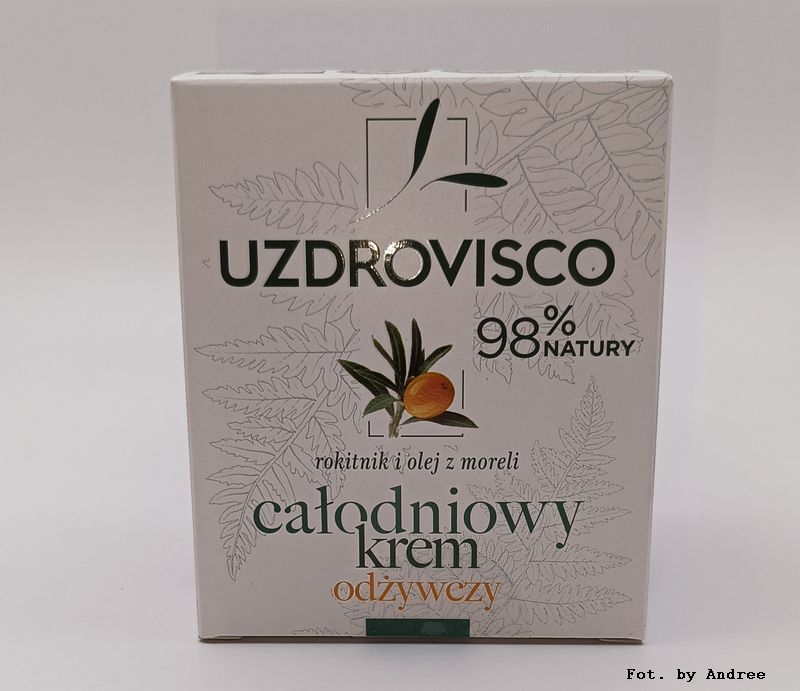 UZDROVISCO
98%
NATURY
rokitnik i olej z moreli
całodniowy
krem
odżywczy
Fot. by Andree